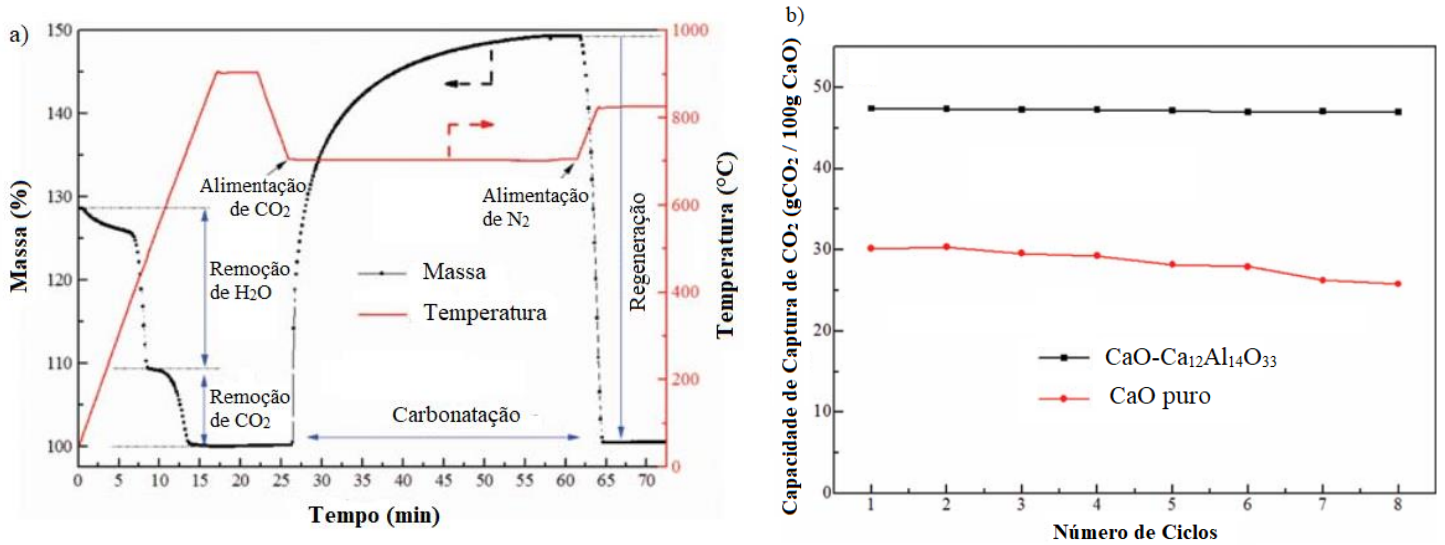 a)
Massa (%)
150
140
130
120
110
100
1000
800
600
400
200
0
Temperatura (°C)
Alimentação
de CO₂
Alimentação
de N₂
Remoção
de H₂O
Remoção
de CO₂
Massa
Temperatura
Regeneração
Carbonatação
0 5 10 15 20 25 30 35 40 45 50 55 60 65 70
Tempo (min)
b)
Capacidade de Captura de CO₂ (gCO₂ / 100g CaO)
50
40
30
20
10
0
CaO-Ca₁₂Al₁₄O₃₃
CaO puro
1 2 3 4 5 6 7 8
Número de Ciclos